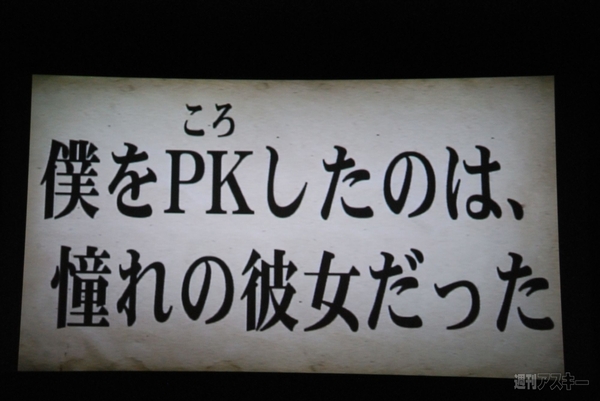 ころ
僕をPKしたのは、
憧れの彼女だった
週刊アスキー